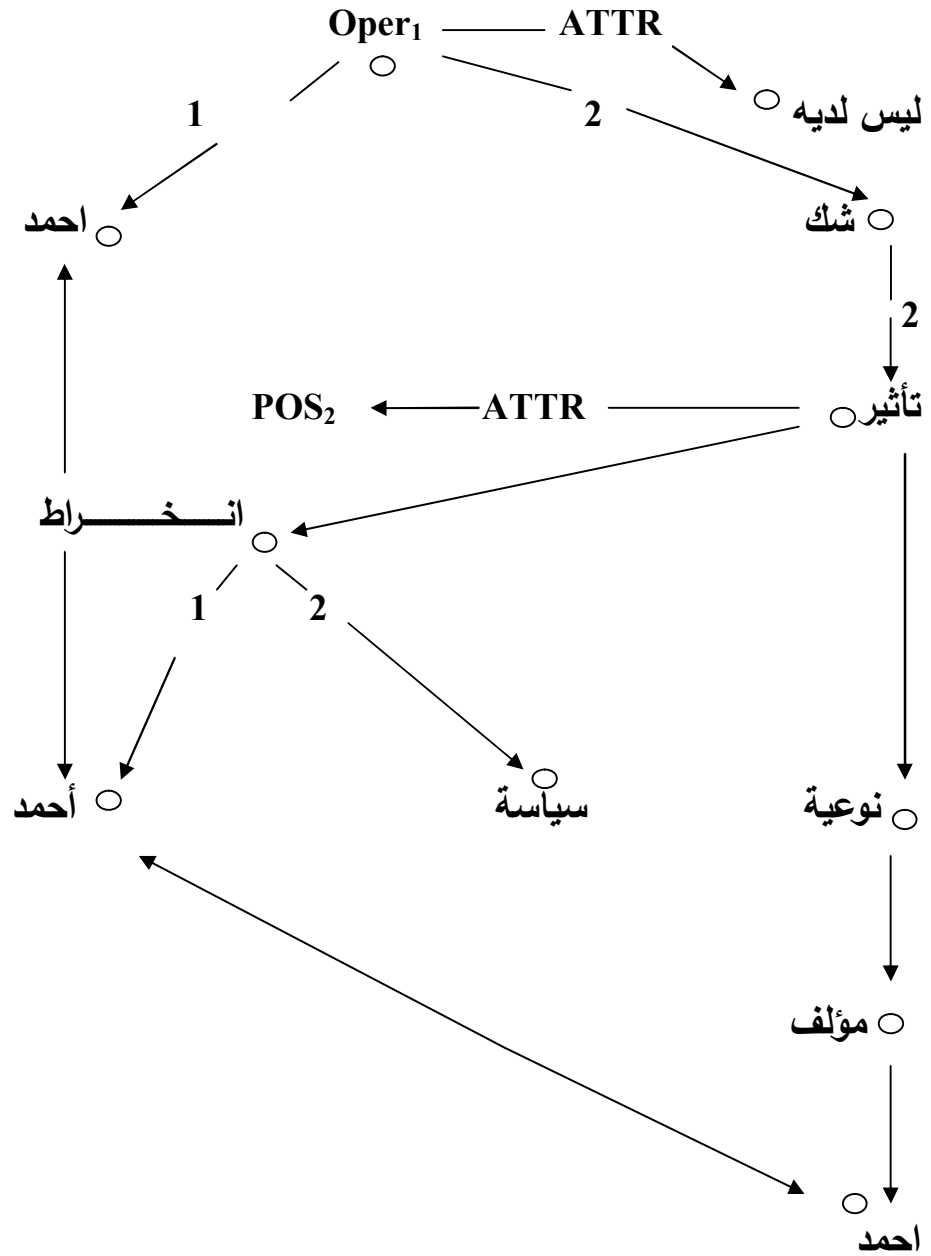 Oper₁ ATTR
ليس لديه
1 2
احمد شك
2
POS₂ ATTR تأثير
انــــخــــــراط
1 2
أحمد سياسة نوعية
مؤلف
احمد